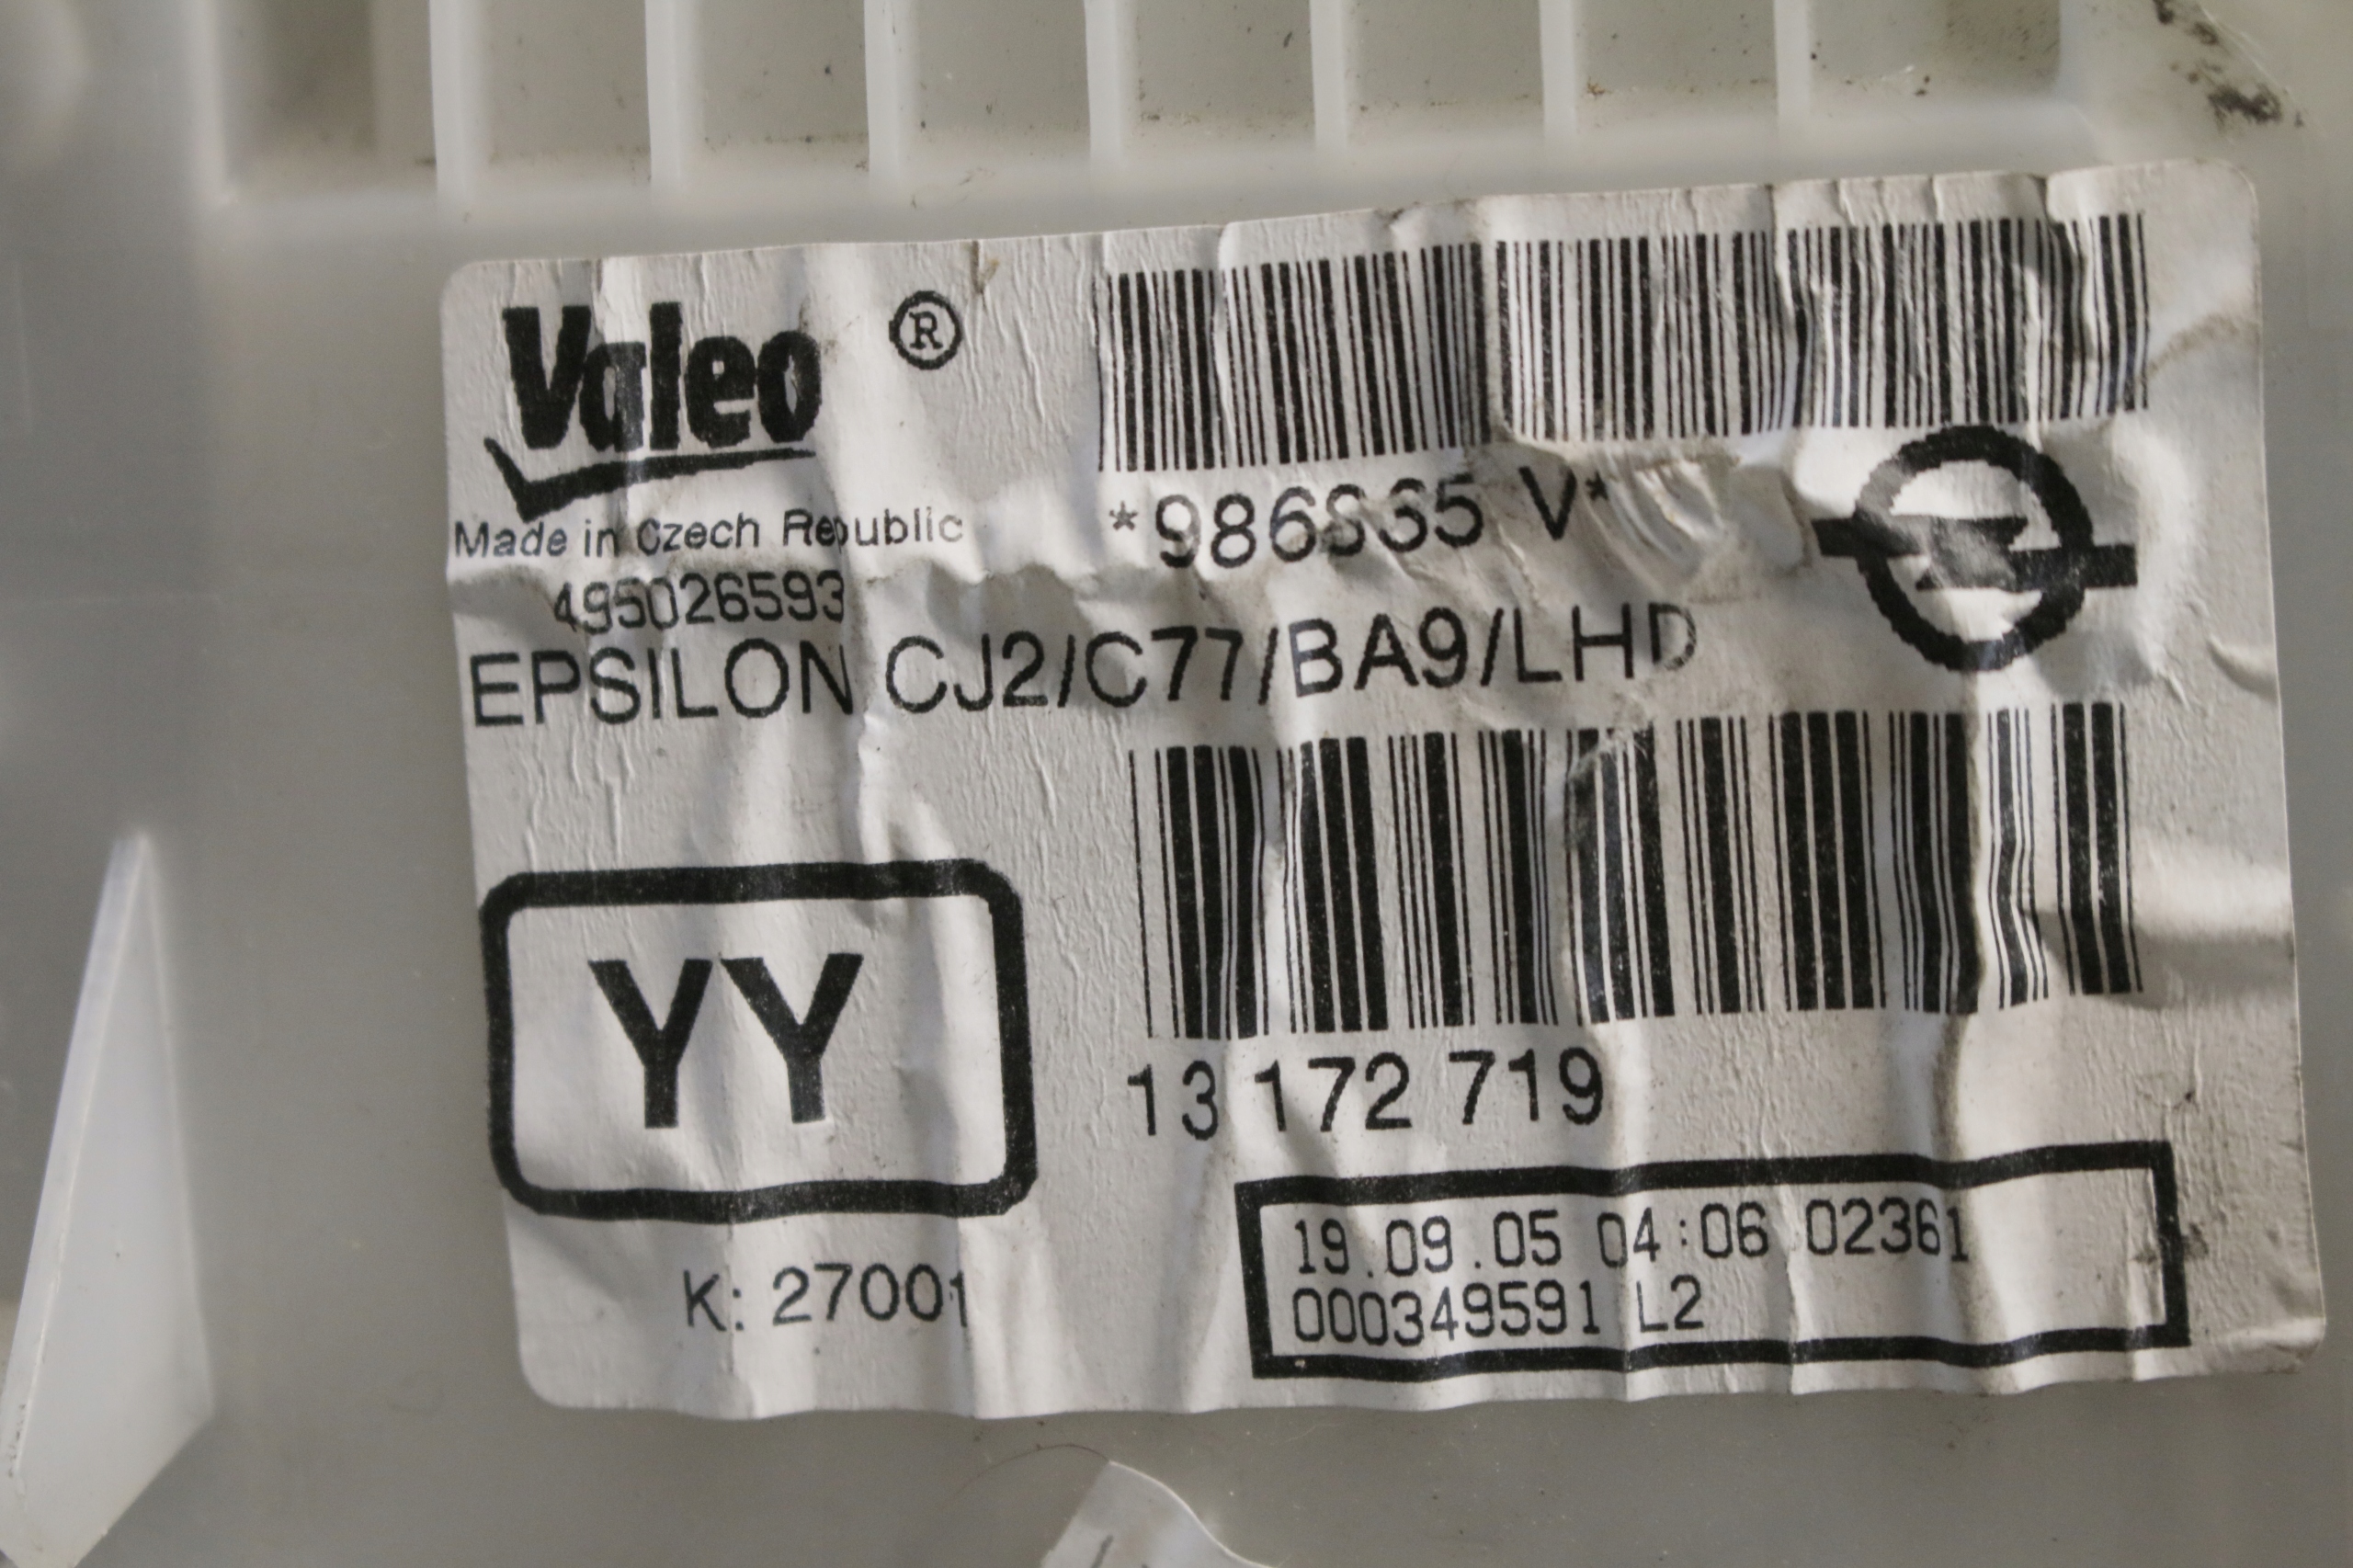 Valeo ®
Made in Czech Republic
495026593
EPSILON CJ2/C77/BA9/LHD
V*
YY
13 172 719
K: 27001
19.09.05 04:06 02361
000349591 L2